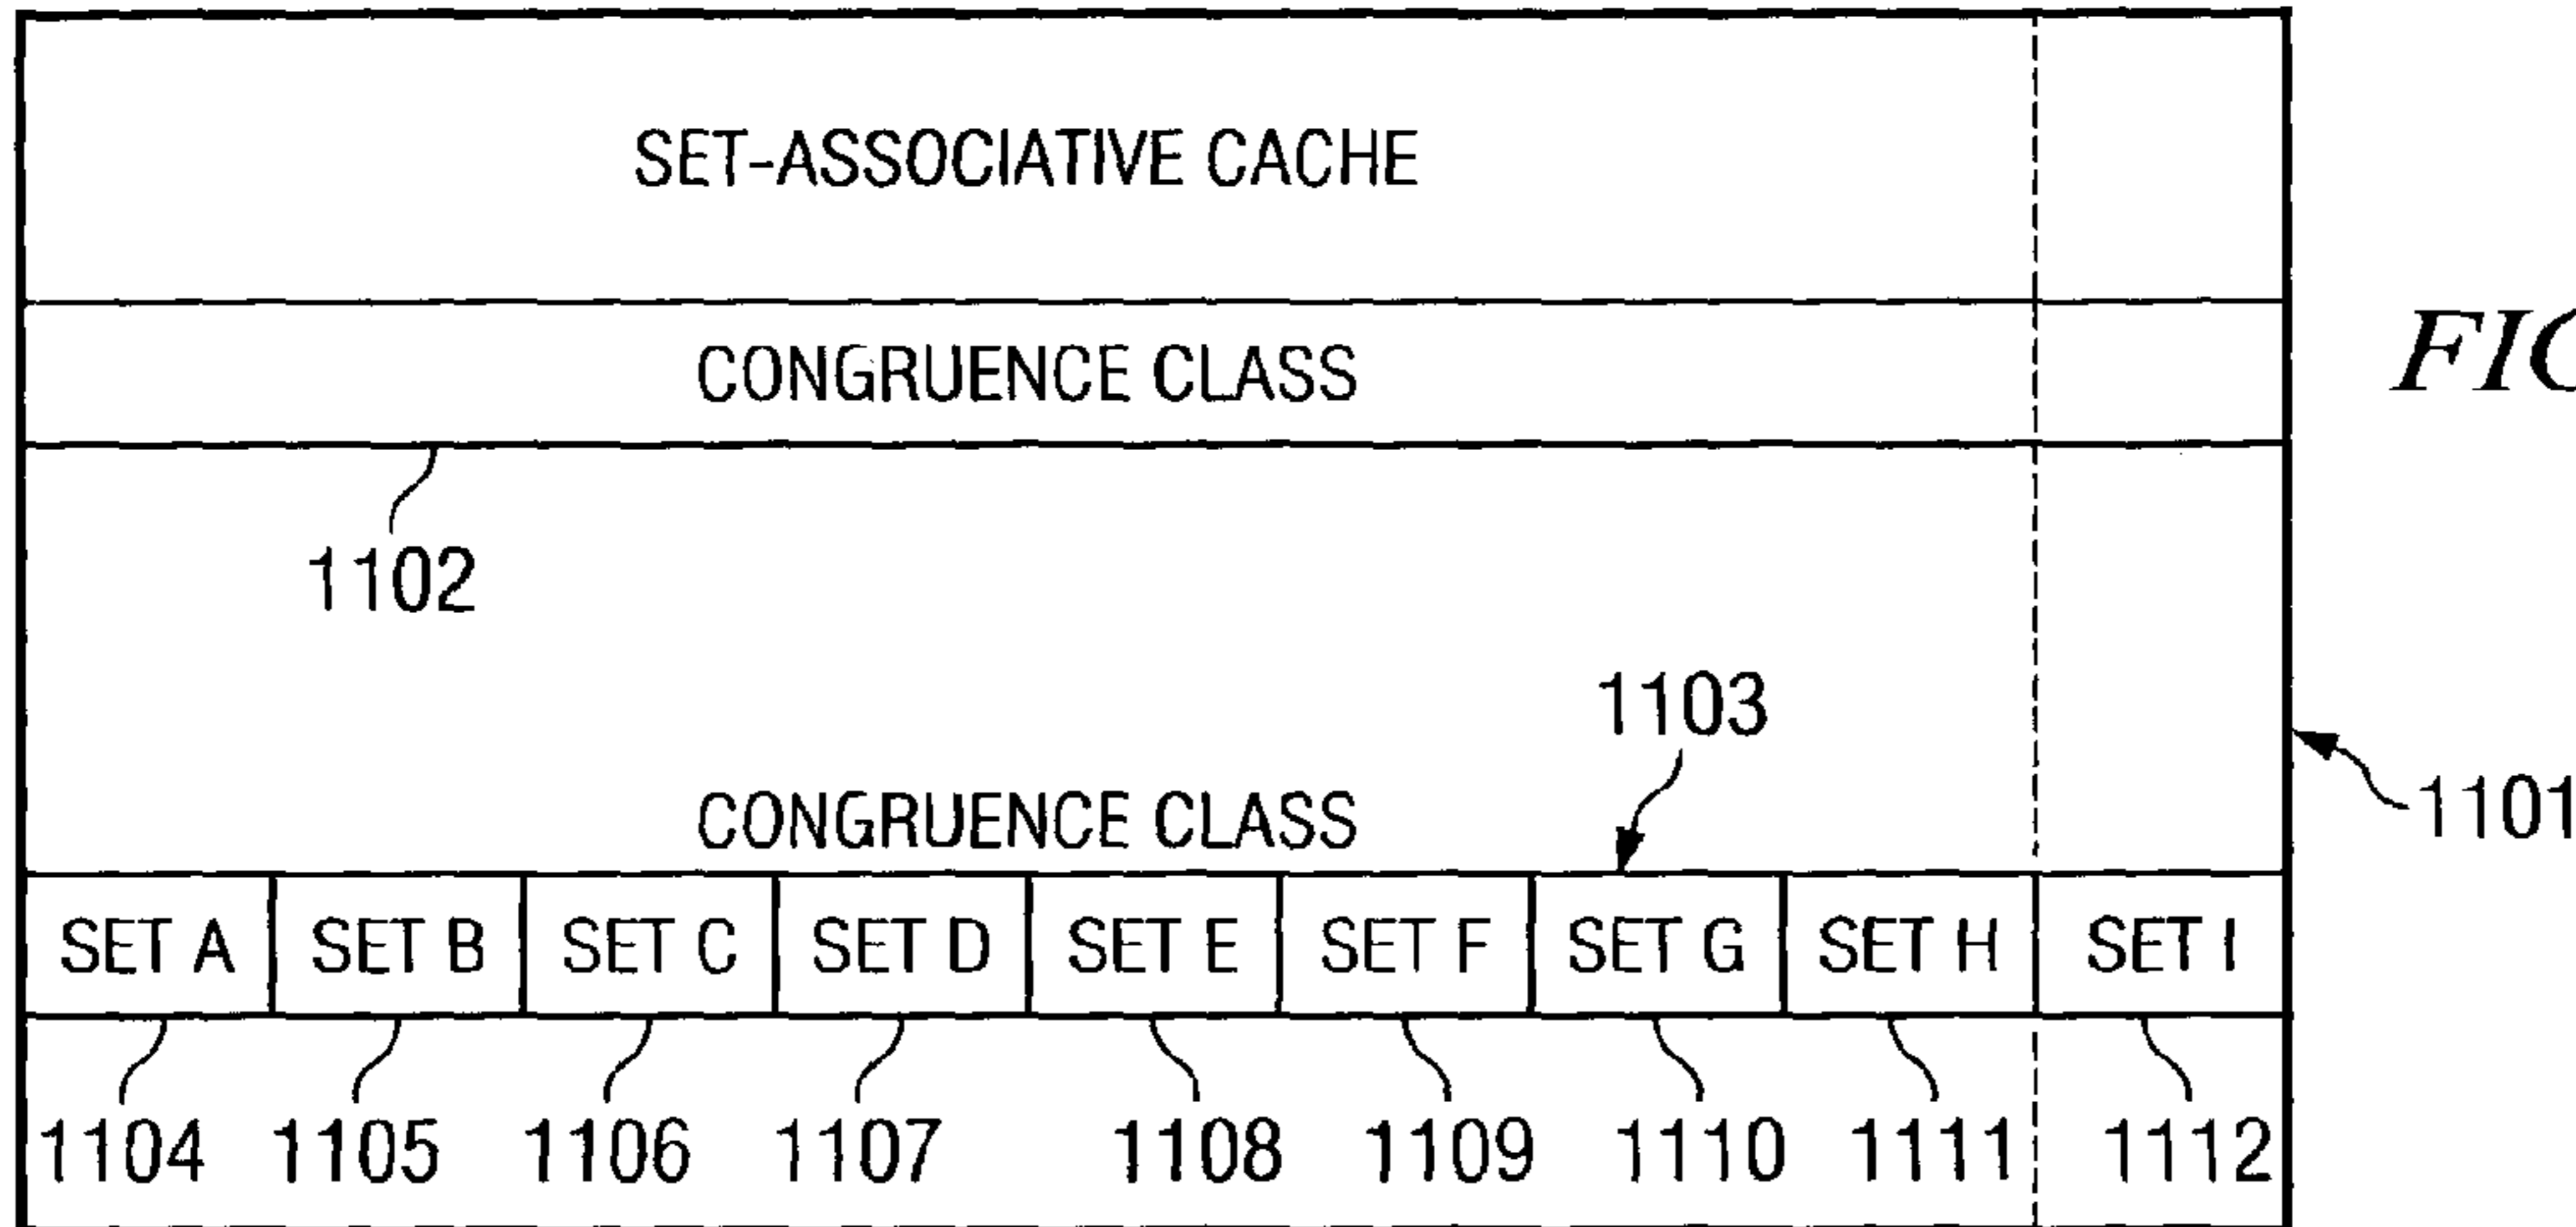 SET-ASSOCIATIVE CACHE
CONGRUENCE CLASS
1102
1103
CONGRUENCE CLASS
1101
SET A SET B SET C SET D SET E SET F SET G SET H SET I
1104 1105 1106 1107 1108 1109 1110 1111 1112